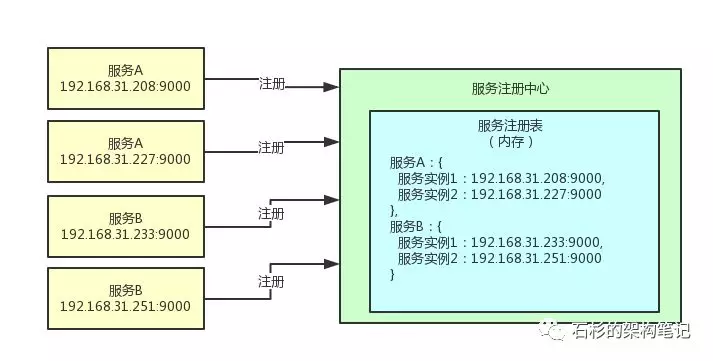 服务A
192.168.31.208:9000
注册
服务A
192.168.31.227:9000
注册
服务B
192.168.31.233:9000
注册
服务B
192.168.31.251:9000
注册
服务注册中心
服务注册表
（内存）
服务A：{
服务实例1：192.168.31.208:9000,
服务实例2：192.168.31.227:9000
},
服务B：{
服务实例1：192.168.31.233:9000,
服务实例2：192.168.31.251:9000
}
石杉的架构笔记